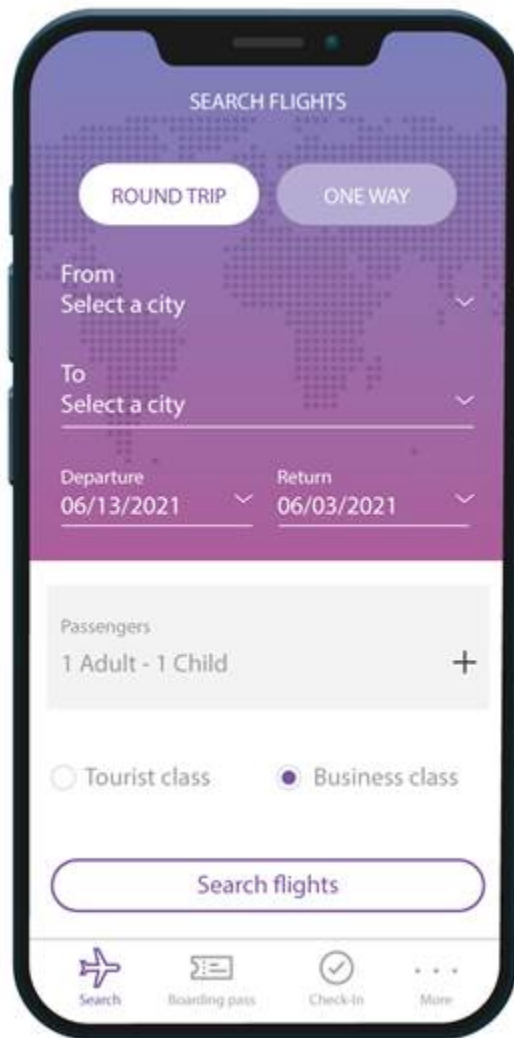 SEARCH FLIGHTS
ROUND TRIP ONE WAY
From
Select a city
To
Select a city
Departure Return
06/13/2021 06/03/2021
Passengers
1 Adult - 1 Child
Tourist class Business class
Search flights
Search Boarding pass Check-In More